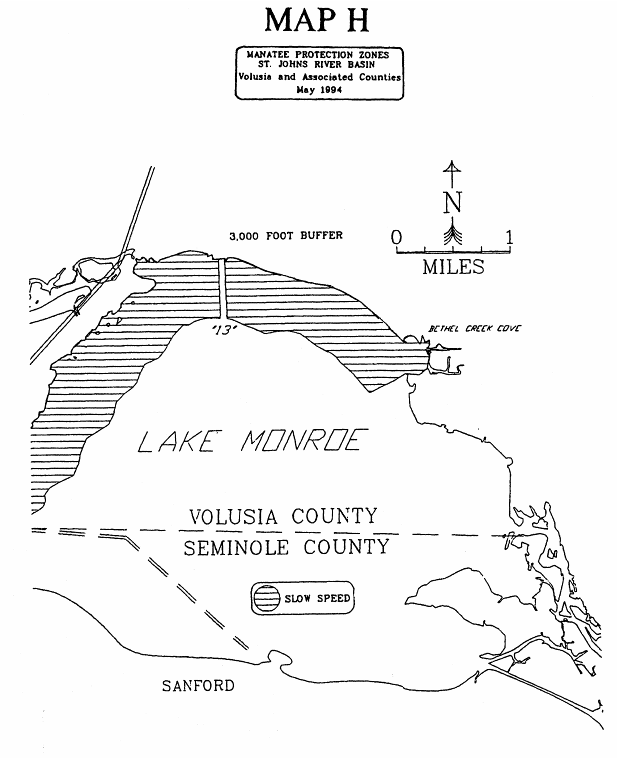 MAP H
MANATEE PROTECTION ZONES
ST. JOHNS RIVER BASIN
Volusia and Associated Counties
May 1994
3,000 FOOT BUFFER
N
0 1
MILES
"13"
BETHEL CREEK COVE
LAKE MONROE
VOLUSIA COUNTY
SEMINOLE COUNTY
SLOW SPEED
SANFORD